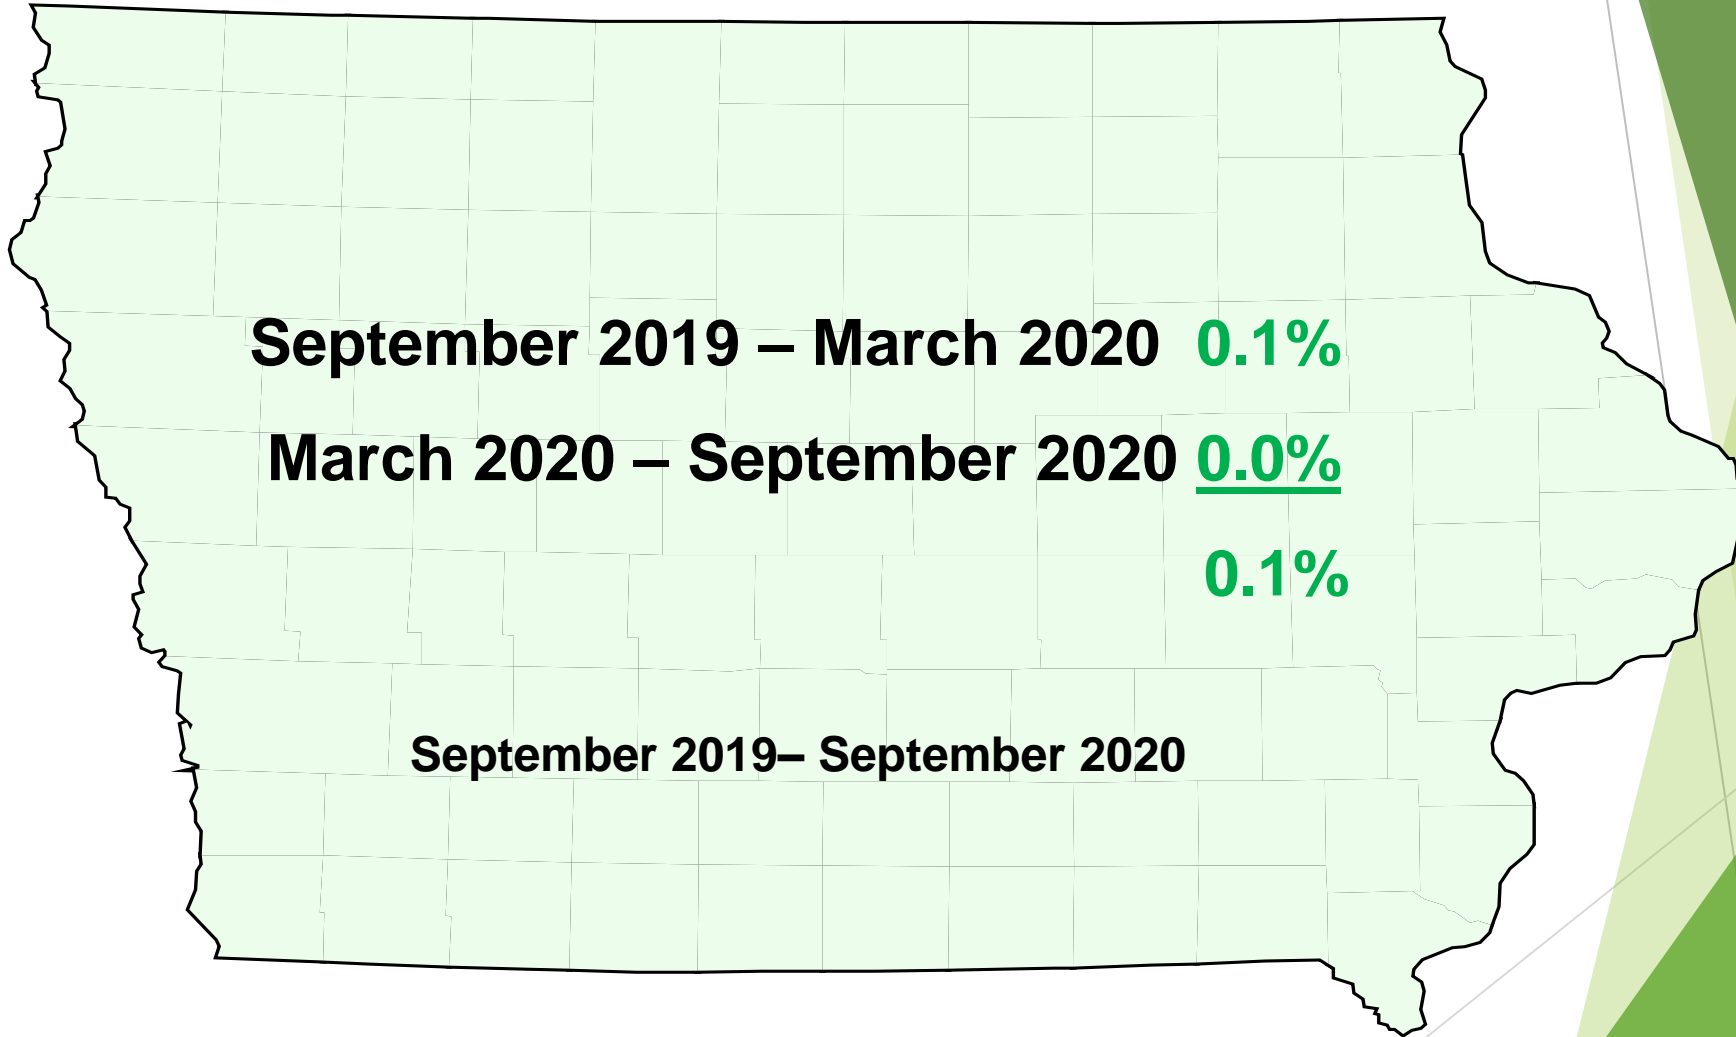 September 2019 – March 2020 0.1%
March 2020 – September 2020 0.0%
0.1%
September 2019– September 2020